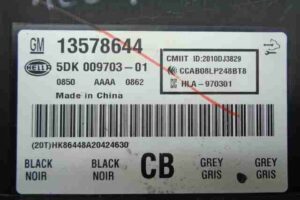 GM 13578644
HELLA 5DK 009703-01
0850 AAAA 0862
Made in China
CMIIT ID:2010DJ3829
CCAB08LP248BT8
HLA-970301
(20T)HK86448A20424630
BLACK NOIR
BLACK NOIR
CB
GREY GRIS
GREY GRIS